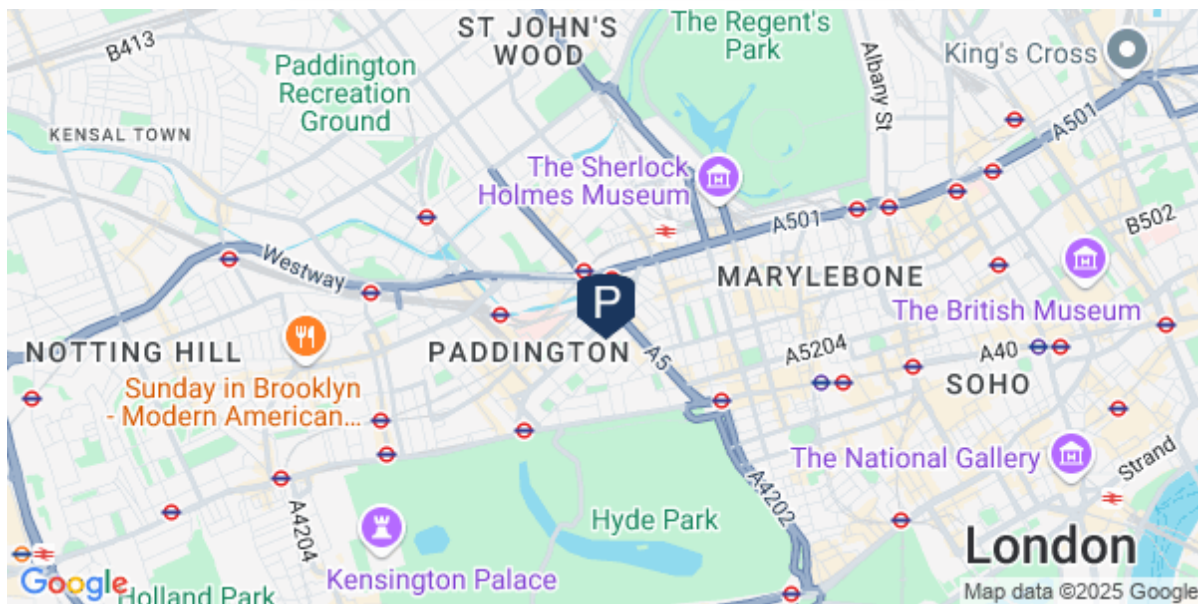 B413
ST JOHN'S
WOOD
The Regent's
Park
Albany St
King's Cross
Paddington
Recreation
Ground
KENSAL TOWN
A501
The Sherlock
Holmes Museum
A501
B502
Westway
MARYLEBONE
The British Museum
P
NOTTING HILL
PADDINGTON
A5
A5204
A40
SOHO
Sunday in Brooklyn
- Modern American...
The National Gallery
Strand
A4202
A4204
Hyde Park
London
Kensington Palace
Google
Holland Park
Map data ©2025 Google